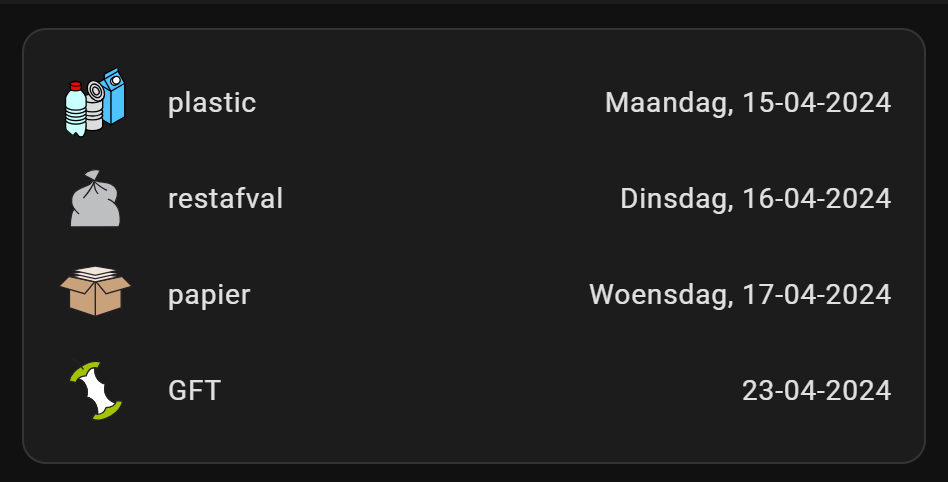 plastic Maandag, 15-04-2024
restafval Dinsdag, 16-04-2024
papier Woensdag, 17-04-2024
GFT 23-04-2024